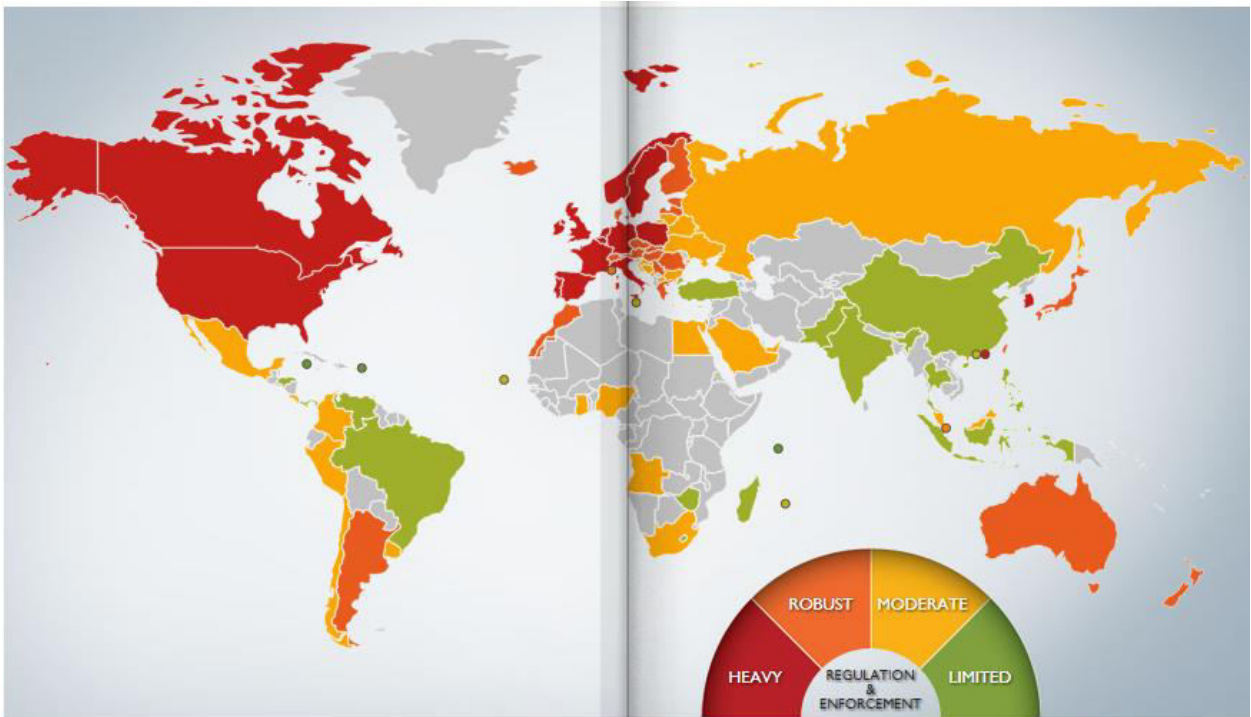 ROBUST
MODERATE
HEAVY
REGULATION
&
ENFORCEMENT
LIMITED